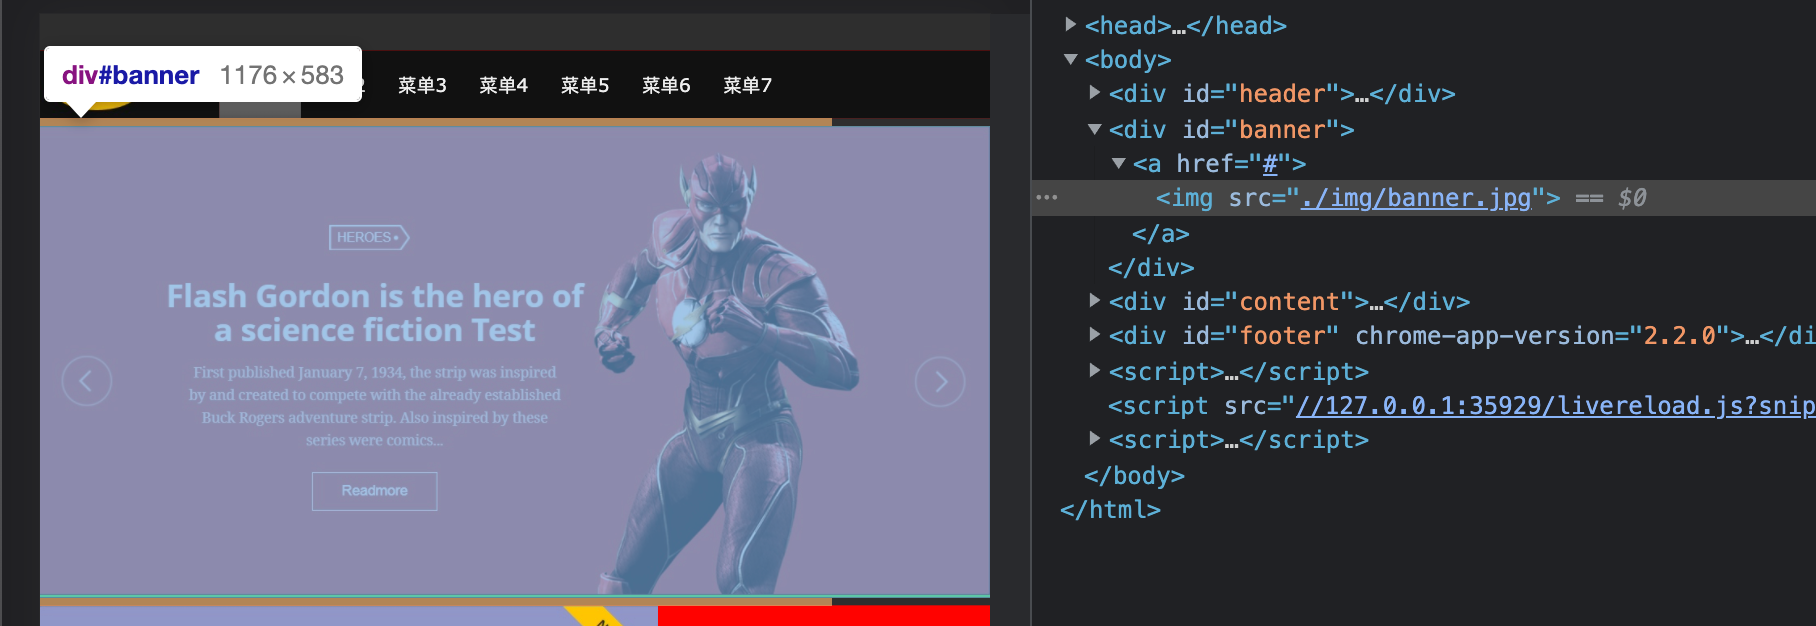 div#banner 1176 × 583
2 菜单3 菜单4 菜单5 菜单6 菜单7
HEROES
Flash Gordon is the hero of
a science fiction Test
First published January 7, 1934, the strip was inspired
by and created to compete with the already established
Buck Rogers adventure strip. Also inspired by these
series were comics...
Readmore
<head>…</head>
<body>
<div id="header">…</div>
<div id="banner">
<a href="#">
<img src="./img/banner.jpg"> == $0
</a>
</div>
<div id="content">…</div>
<div id="footer" chrome-app-version="2.2.0">…</di
<script>…</script>
<script src="//127.0.0.1:35929/livereload.js?snip
<script>…</script>
</body>
</html>